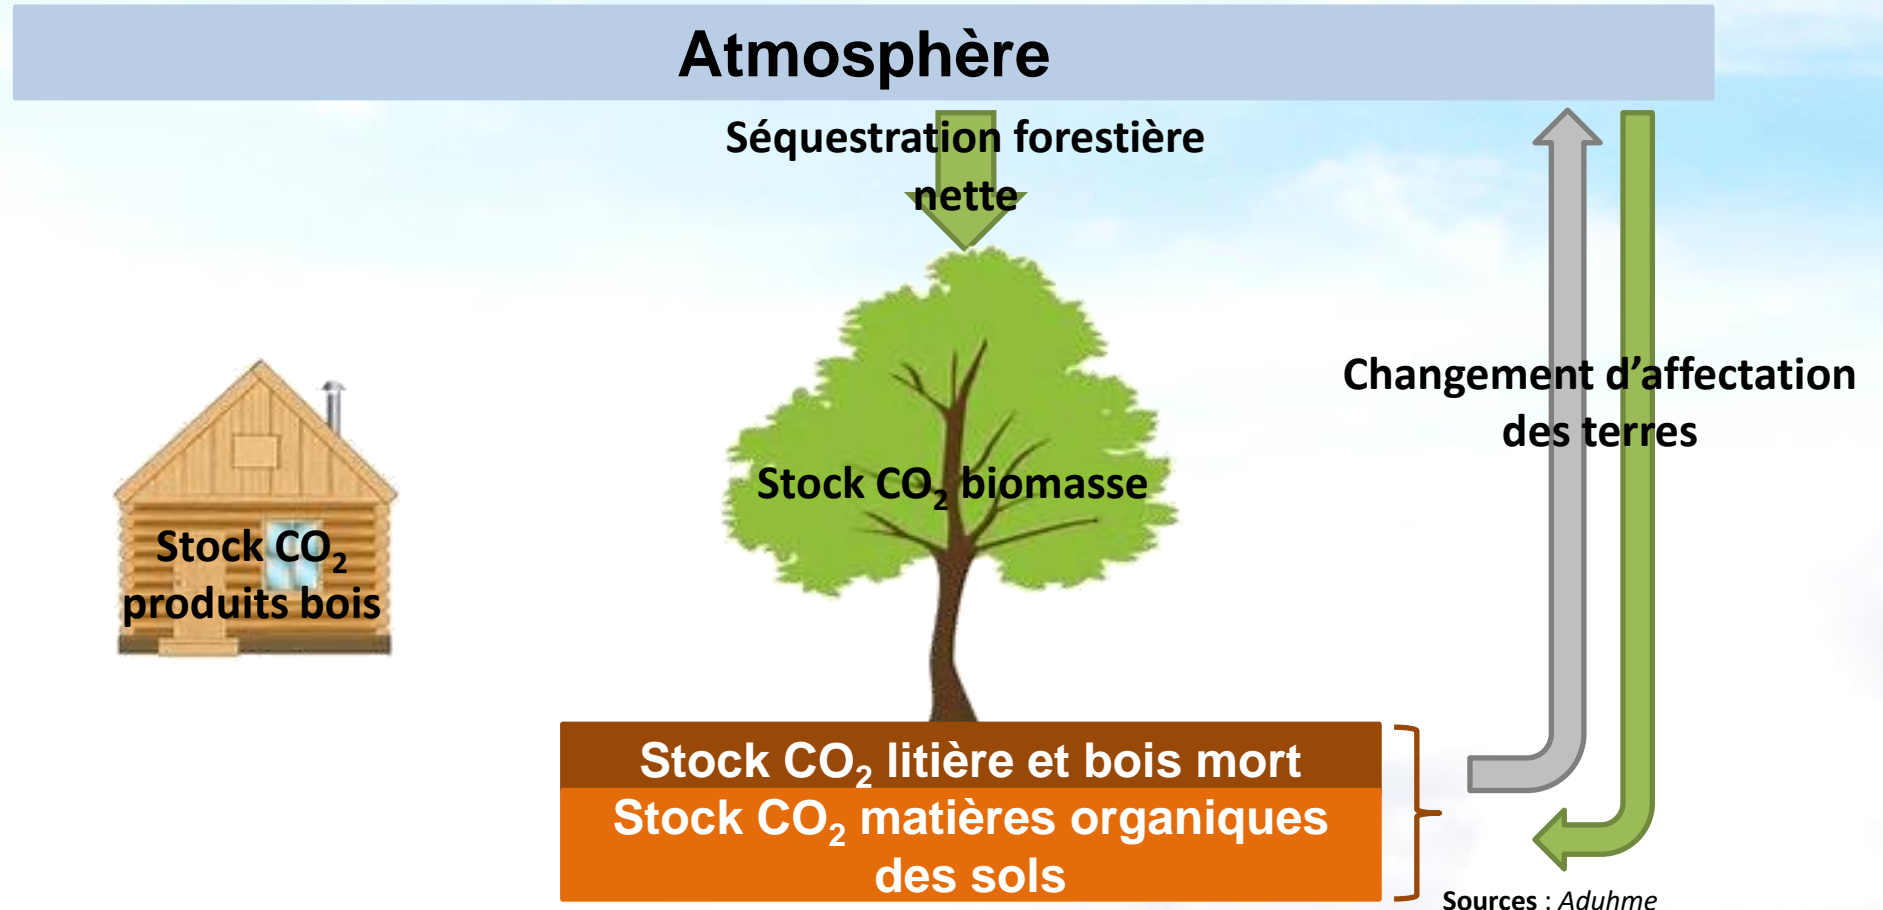 Atmosphère
Séquestration forestière
nette
Changement d’affectation
des terres
Stock CO₂ biomasse
Stock CO₂
produits bois
Stock CO₂ litière et bois mort
Stock CO₂ matières organiques
des sols
Sources : Aduhme